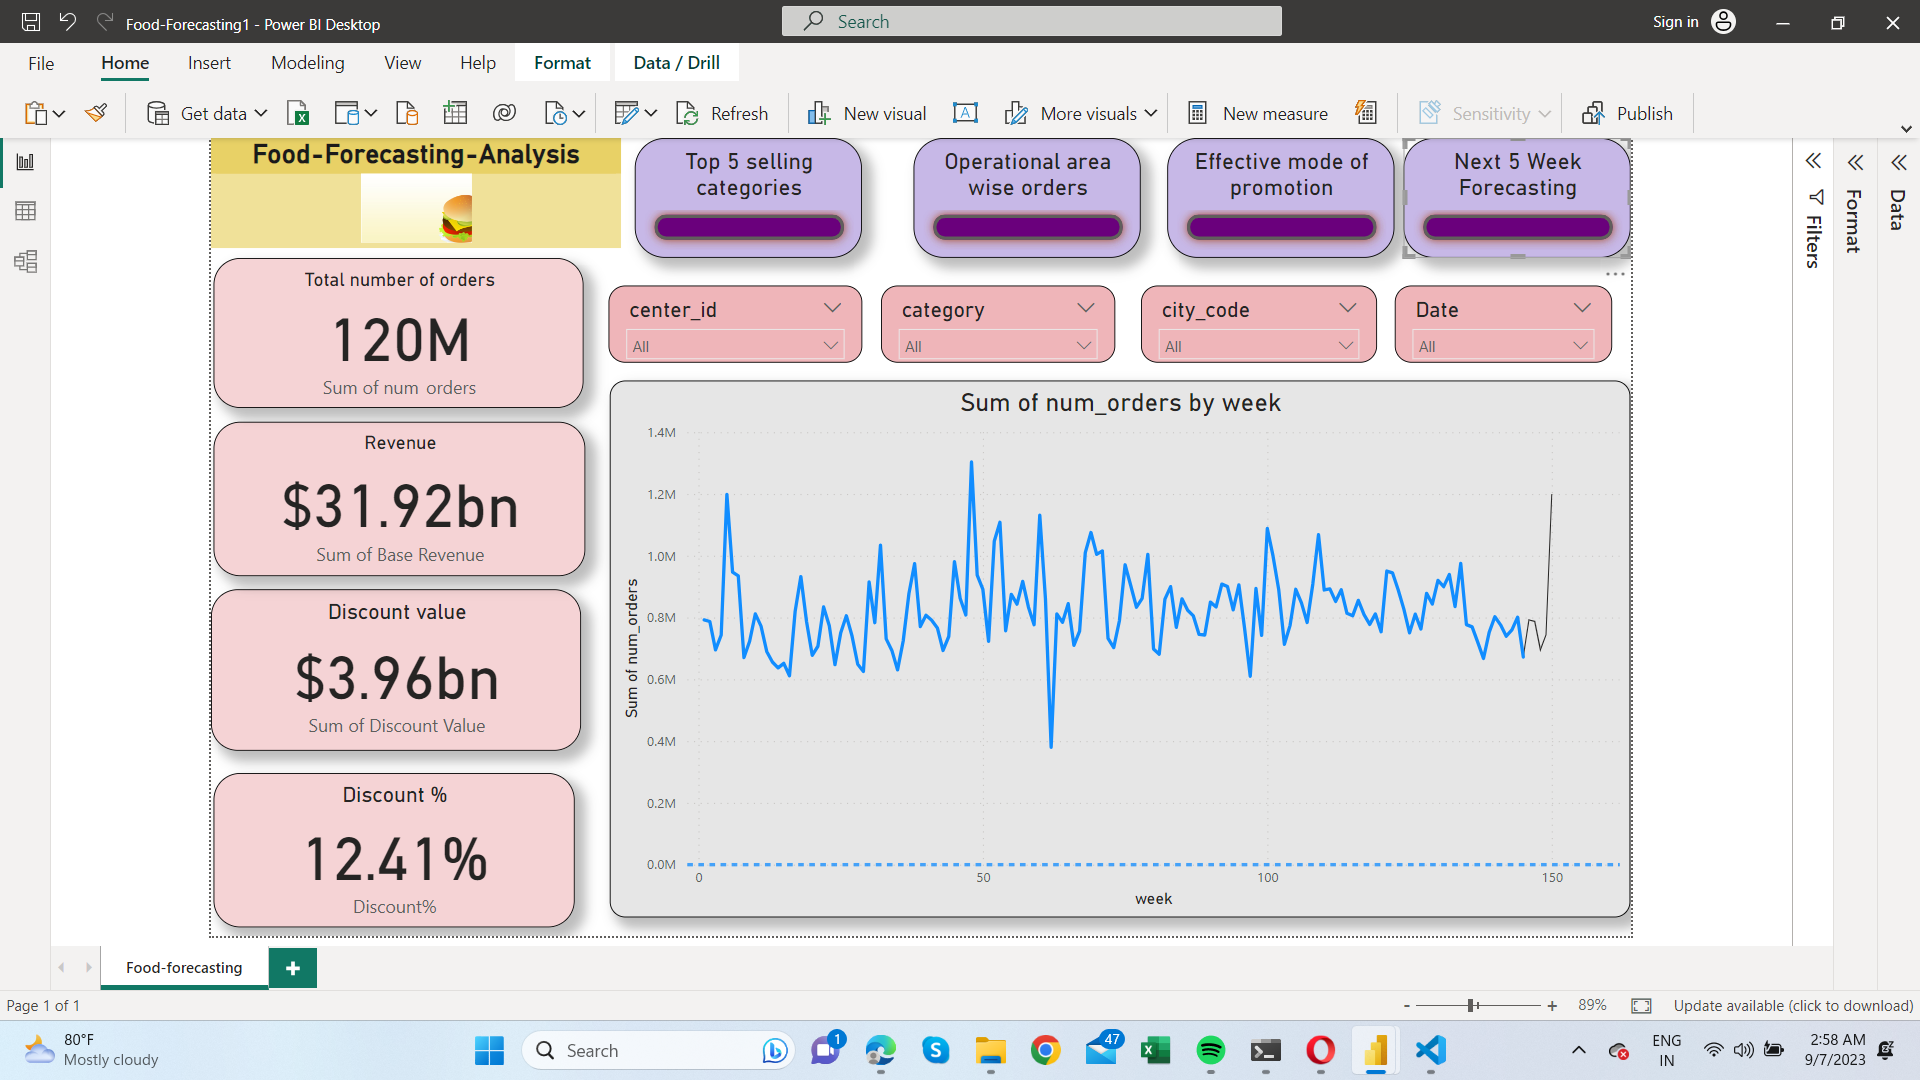 Food-Forecasting1 - Power BI Desktop
Search
Sign in
File
Home
Insert
Modeling
View
Help
Format
Data / Drill
Get data
Refresh
New visual
More visuals
New measure
Sensitivity
Publish
Food-Forecasting-Analysis
Top 5 selling
categories
Operational area
wise orders
Effective mode of
promotion
Next 5 Week
Forecasting
Filters
Format
Data
Total number of orders
120M
Sum of num_orders
Revenue
$31.92bn
Sum of Base Revenue
Discount value
$3.96bn
Sum of Discount Value
Discount %
12.41%
Discount%
center_id
All
category
All
city_code
All
Date
All
Sum of num_orders by week
Sum of num_orders
1.4M
1.2M
1.0M
0.8M
0.6M
0.4M
0.2M
0.0M
0
50
100
150
week
Food-forecasting
Page 1 of 1
- + 89%
Update available (click to download)
80°F
Mostly cloudy
Search
1
47
ENG
IN
2:58 AM
9/7/2023